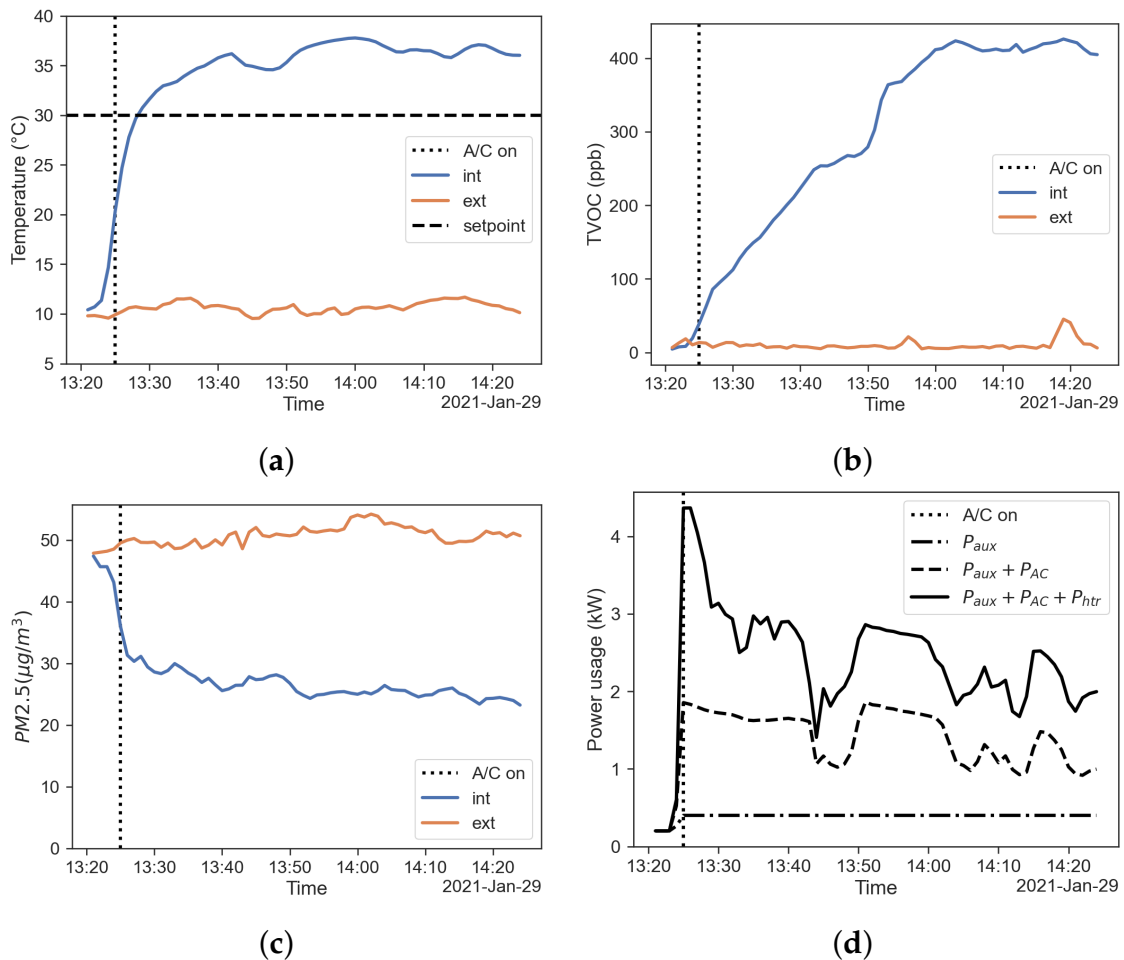 40
35
30
25
20
15
10
5
Temperature (°C)
A/C on
int
ext
setpoint
13:20 13:30 13:40 13:50 14:00 14:10 14:20
Time
2021-Jan-29
(a)
400
300
200
100
0
TVOC (ppb)
A/C on
int
ext
13:20 13:30 13:40 13:50 14:00 14:10 14:20
Time
2021-Jan-29
(b)
50
40
30
20
10
0
PM2.5(μg/m³)
A/C on
int
ext
13:20 13:30 13:40 13:50 14:00 14:10 14:20
Time
2021-Jan-29
(c)
4
3
2
1
0
Power usage (kW)
A/C on
P_aux
P_aux + P_AC
P_aux + P_AC + P_htr
13:20 13:30 13:40 13:50 14:00 14:10 14:20
Time
2021-Jan-29
(d)